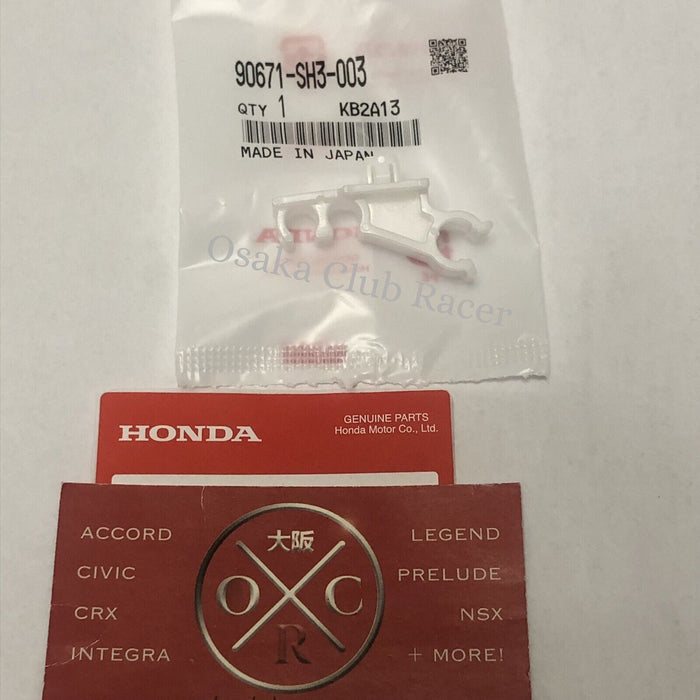 90671-SH3-003
QTY 1 KB2A13
MADE IN JAPAN
Osaka Club Racer
HONDA
GENUINE PARTS
Honda Motor Co., Ltd.
ACCORD
CIVIC
CRX
INTEGRA
大阪
O C
R
LEGEND
PRELUDE
NSX
+ MORE!